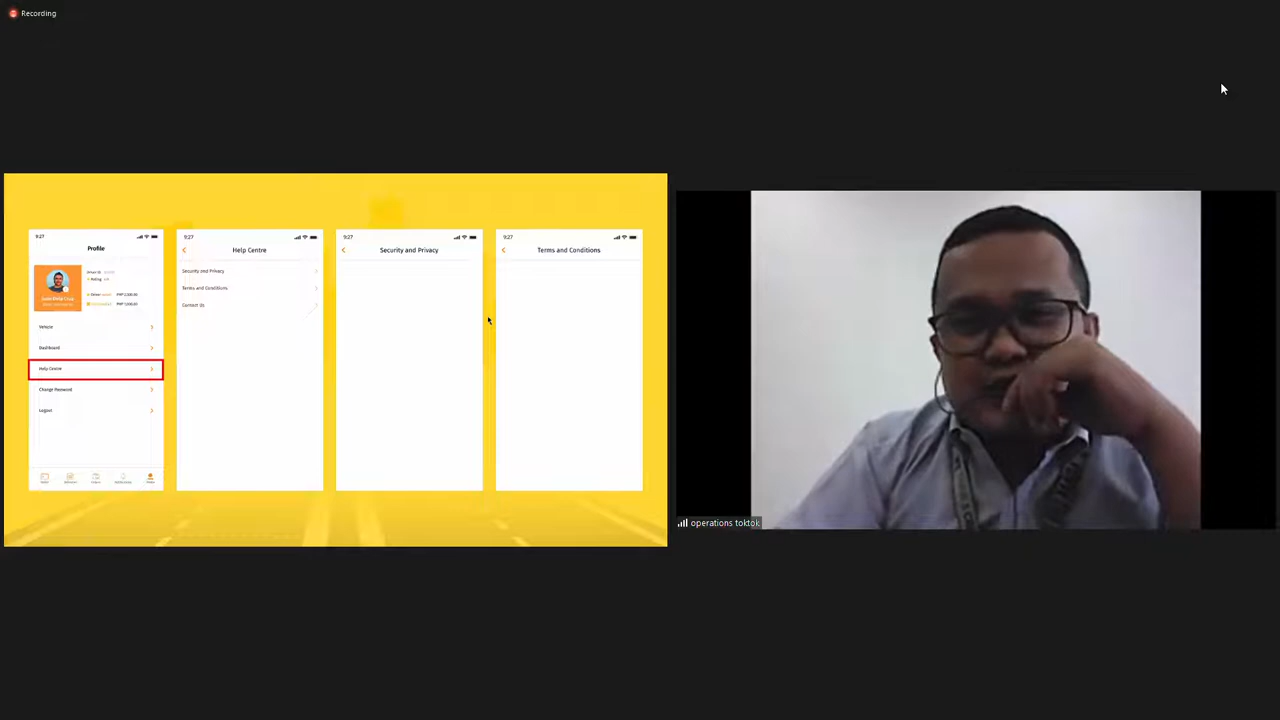 Recording
9:27
Profile
Rating
Vehicle
Dashboard
Help Centre
Change Password
Logout
9:27
Help Centre
Security and Privacy
Terms and Conditions
Contact Us
9:27
Security and Privacy
9:27
Terms and Conditions
operations toktok